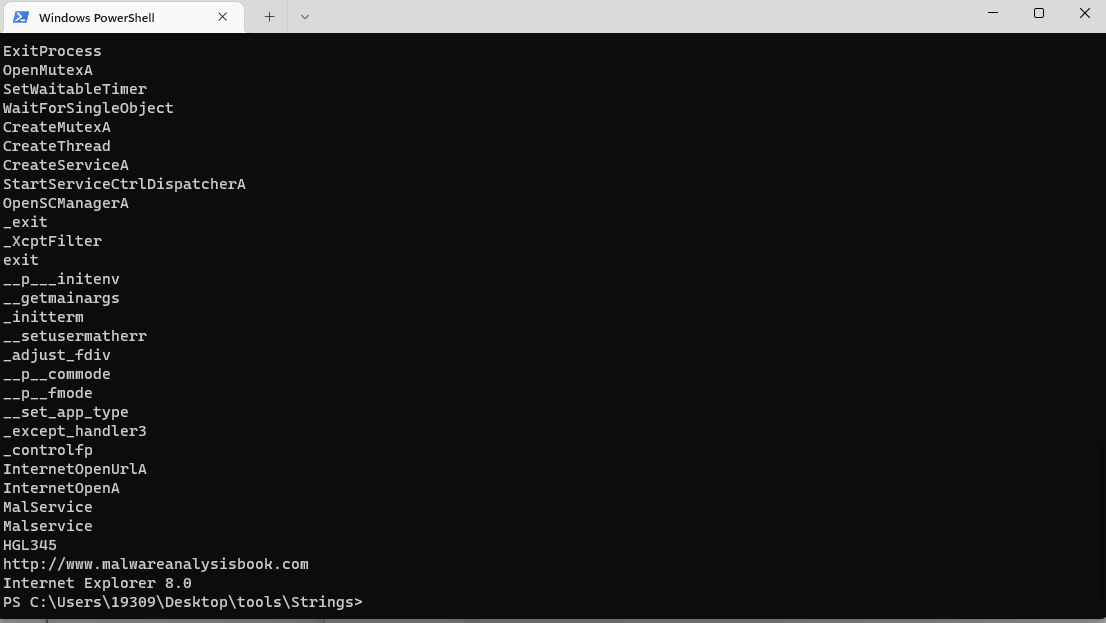 Windows PowerShell
ExitProcess
OpenMutexA
SetWaitableTimer
WaitForSingleObject
CreateMutexA
CreateThread
CreateServiceA
StartServiceCtrlDispatcherA
OpenSCManagerA
_exit
_XcptFilter
exit
__p___initenv
__getmainargs
_initterm
__setusermatherr
_adjust_fdiv
__p__commode
__p__fmode
__set_app_type
_except_handler3
_controlfp
InternetOpenUrlA
InternetOpenA
MalService
Malservice
HGL345
http://www.malwareanalysisbook.com
Internet Explorer 8.0
PS C:\Users\19309\Desktop\tools\Strings>